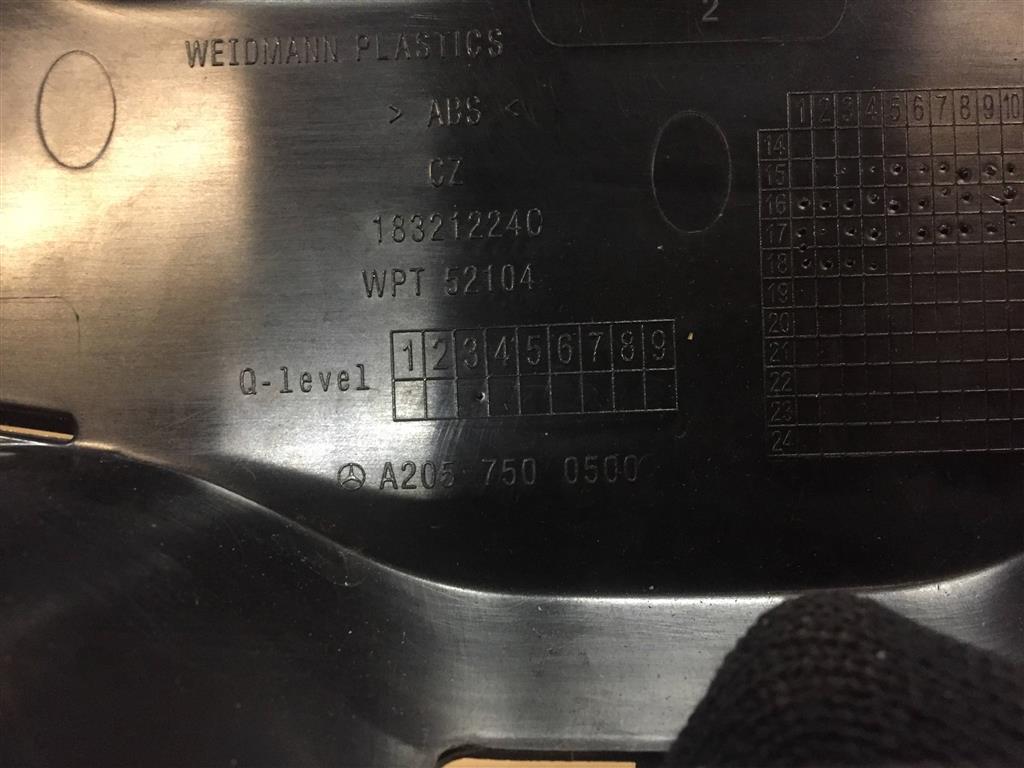 2
WEIDMANN PLASTICS
> ABS <
CZ
183212240
WPT 52104
1 2 3 4 5 6 7 8 9
Q-level
A205 750 0500
1 2 3 4 5 6 7 8 9 10
14
15
16
17
18
19
20
21
22
23
24